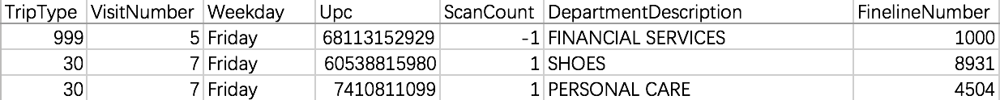 TripType VisitNumber Weekday Upc ScanCount DepartmentDescription FinelineNumber
999 5 Friday 68113152929 -1 FINANCIAL SERVICES 1000
30 7 Friday 60538815980 1 SHOES 8931
30 7 Friday 7410811099 1 PERSONAL CARE 4504